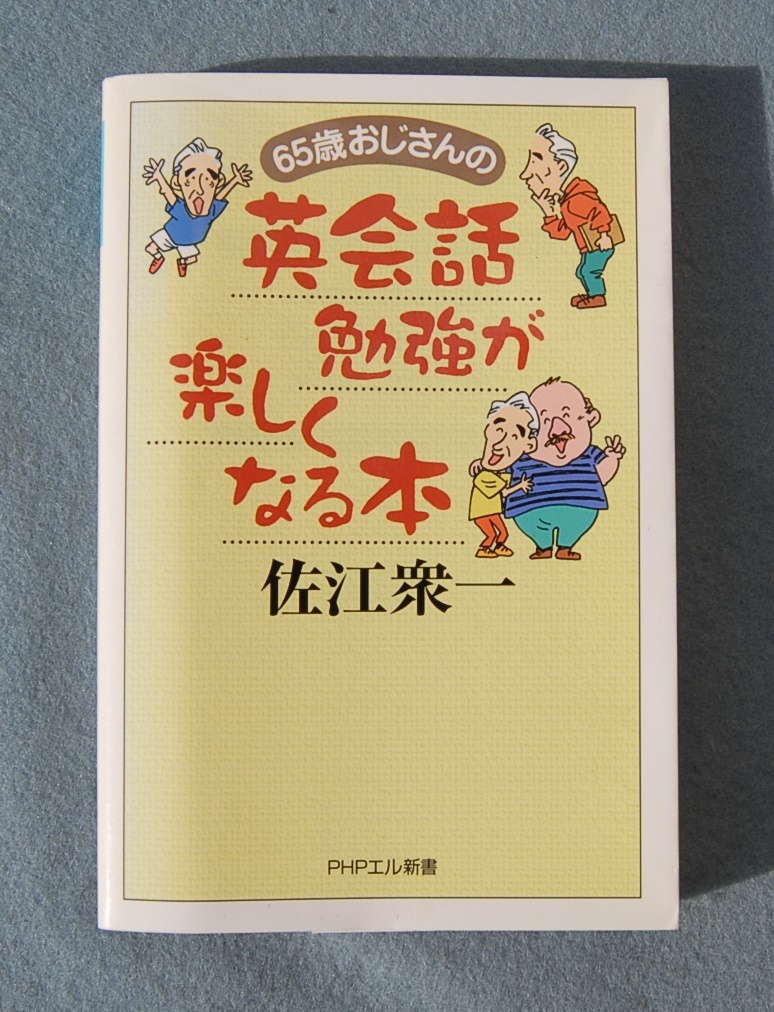 65歳おじさんの
英会話
勉強が
楽しく
なる本
佐江衆一
PHPエル新書